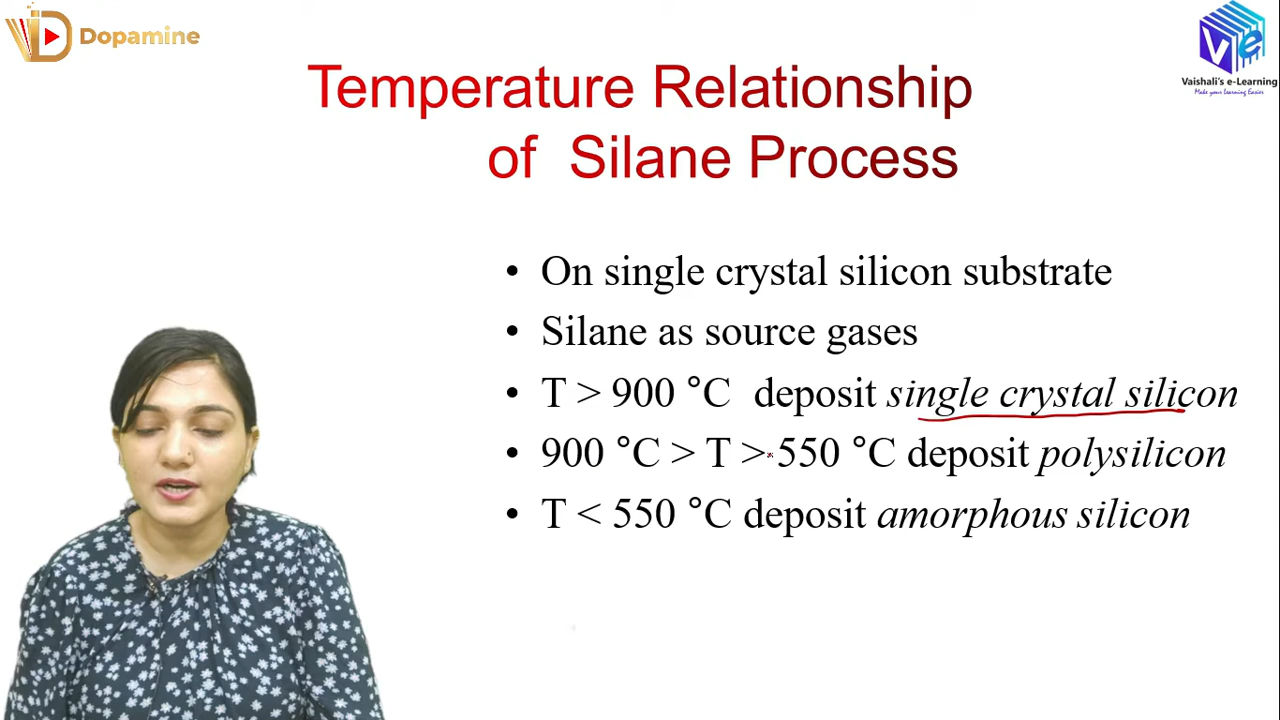 Dopamine
Vaishali's e-Learning
Make your Learning Easier
Temperature Relationship
of Silane Process
• On single crystal silicon substrate
• Silane as source gases
• T > 900 °C deposit single crystal silicon
• 900 °C > T > 550 °C deposit polysilicon
• T < 550 °C deposit amorphous silicon